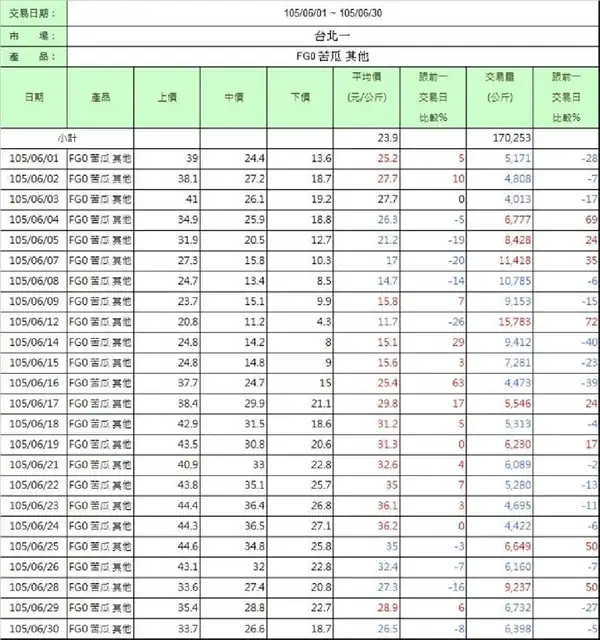 交易日期： 105/06/01 ~ 105/06/30
市 場： 台北一
產 品： FG0 苦瓜 其他
日期 產品 上價 中價 下價 平均價 (元/公斤) 跟前一 交易日 比較% 交易量 (公斤) 跟前一 交易日 比較%
小計 23.9 170,253
105/06/01 FG0 苦瓜 其他 39 24.4 13.6 25.2 5 5,171 -28
105/06/02 FG0 苦瓜 其他 38.1 27.2 18.7 27.7 10 4,808 -7
105/06/03 FG0 苦瓜 其他 41 26.1 19.2 27.7 0 4,013 -17
105/06/04 FG0 苦瓜 其他 34.9 25.9 18.8 26.3 -5 6,777 69
105/06/05 FG0 苦瓜 其他 31.9 20.5 12.7 21.2 -19 8,428 24
105/06/07 FG0 苦瓜 其他 27.3 15.8 10.3 17 -20 11,418 35
105/06/08 FG0 苦瓜 其他 24.7 13.4 8.5 14.7 -14 10,785 -6
105/06/09 FG0 苦瓜 其他 23.7 15.1 9.9 15.8 7 9,153 -15
105/06/12 FG0 苦瓜 其他 20.8 11.2 4.3 11.7 -26 15,783 72
105/06/14 FG0 苦瓜 其他 24.8 14.2 8 15.1 29 9,412 -40
105/06/15 FG0 苦瓜 其他 24.8 14.8 9 15.6 3 7,281 -23
105/06/16 FG0 苦瓜 其他 37.7 24.7 15 25.4 63 4,473 -39
105/06/17 FG0 苦瓜 其他 38.4 29.9 21.1 29.8 17 5,546 24
105/06/18 FG0 苦瓜 其他 42.9 31.5 18.6 31.2 5 5,313 -4
105/06/19 FG0 苦瓜 其他 43.5 30.8 20.6 31.3 0 6,230 17
105/06/21 FG0 苦瓜 其他 40.9 33 22.8 32.6 4 6,089 -2
105/06/22 FG0 苦瓜 其他 43.8 35.1 25.7 35 7 5,280 -13
105/06/23 FG0 苦瓜 其他 44.4 36.4 26.8 36.1 3 4,695 -11
105/06/24 FG0 苦瓜 其他 44.3 36.5 27.1 36.2 0 4,422 -6
105/06/25 FG0 苦瓜 其他 44.6 34.8 25.8 35 -3 6,649 50
105/06/26 FG0 苦瓜 其他 43.1 32 22.8 32.4 -7 6,160 -7
105/06/28 FG0 苦瓜 其他 33.6 27.4 20.8 27.3 -16 9,237 50
105/06/29 FG0 苦瓜 其他 35.4 28.8 22.7 28.9 6 6,732 -27
105/06/30 FG0 苦瓜 其他 33.7 26.6 18.7 26.5 -8 6,398 -5